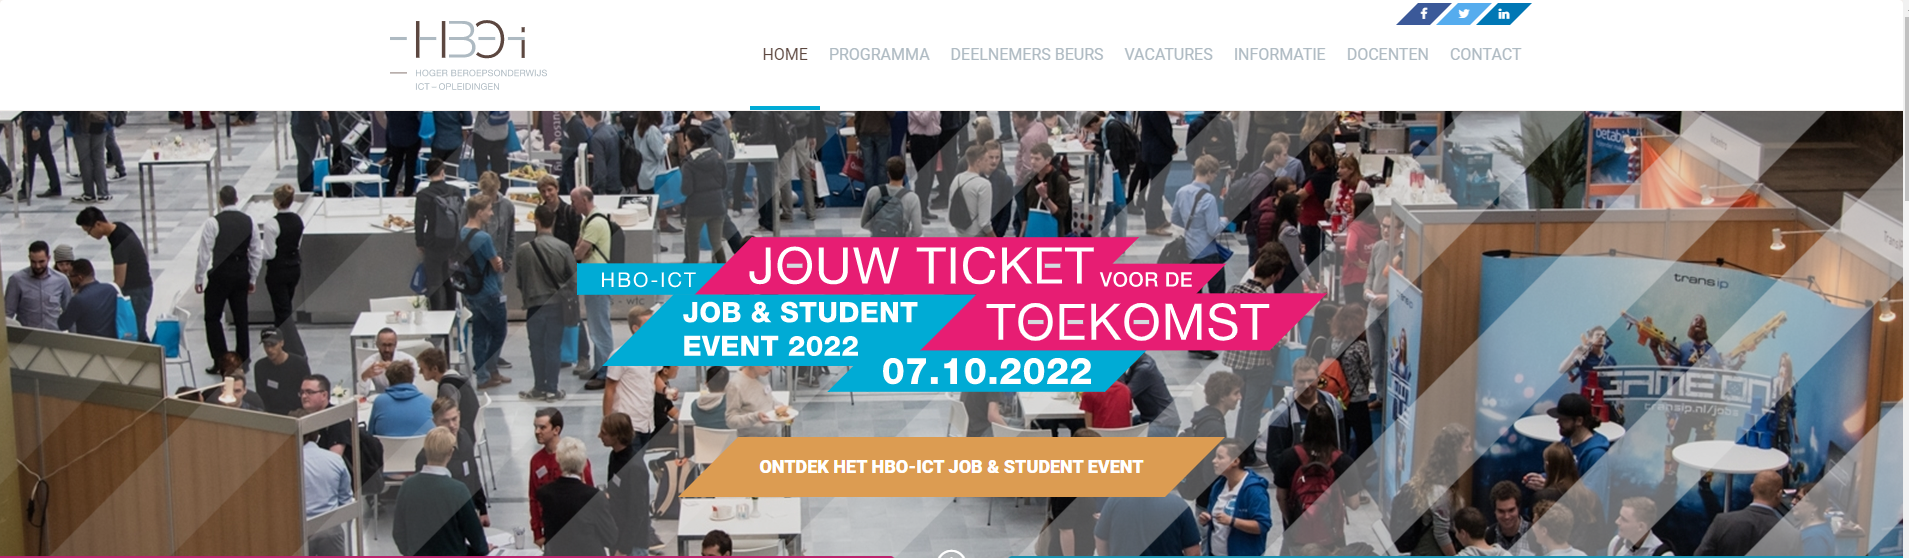 HBO-i
HOGER BEROEPSONDERWIJS
ICT – OPLEIDINGEN
HOME PROGRAMMA DEELNEMERS BEURS VACATURES INFORMATIE DOCENTEN CONTACT
HBO-ICT
JOUW TICKET VOOR DE
TOEKOMST
JOB & STUDENT
EVENT 2022
07.10.2022
ONTDEK HET HBO-ICT JOB & STUDENT EVENT
transip
GAMEON
transip.nl/jobs